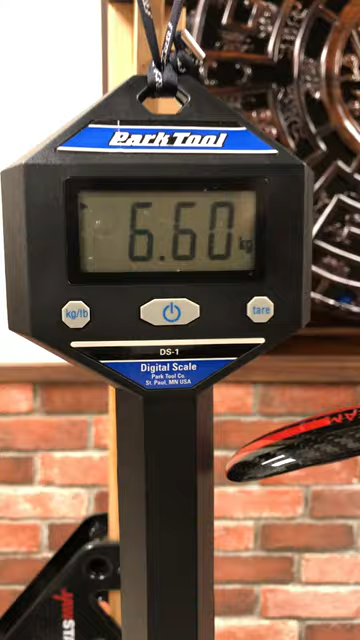 Park Tool
6.60 kg
kg/lb
tare
DS-1
Digital Scale
Park Tool Co.
St. Paul, MN USA